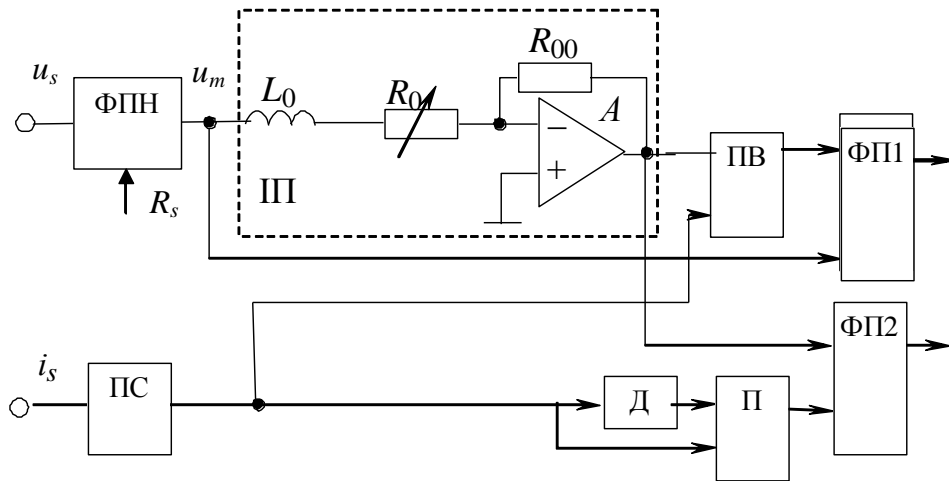 u_s
ФПН
u_m
R_s
L_0
R_0
R_00
A
−
+
ІП
ПВ
ФП1
ФП2
i_s
ПС
Д
П